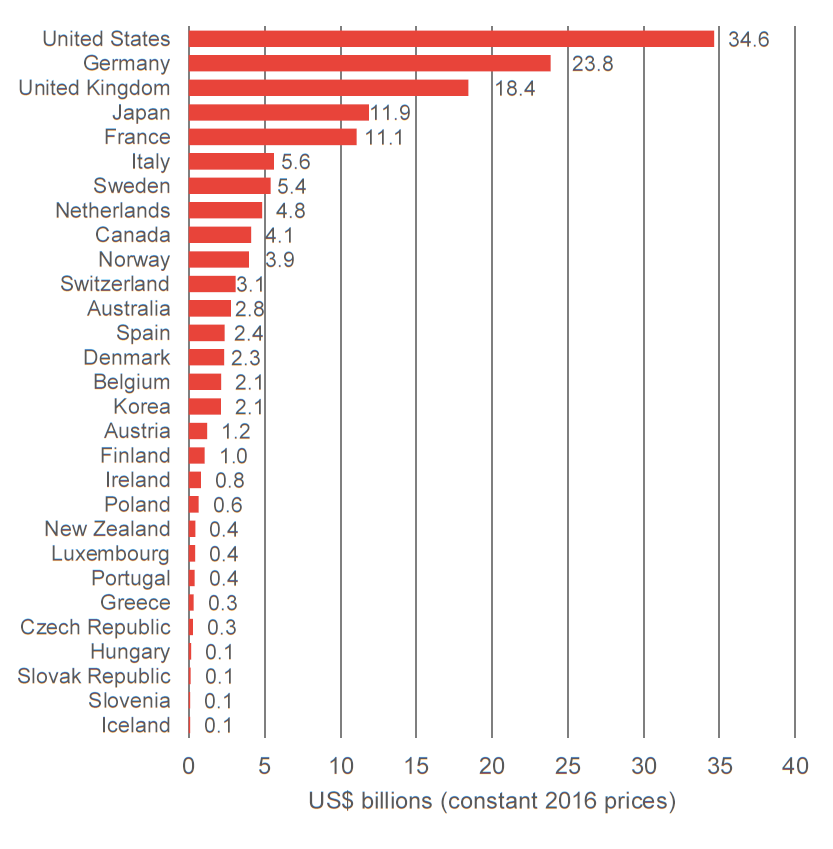 United States 34.6
Germany 23.8
United Kingdom 18.4
Japan 11.9
France 11.1
Italy 5.6
Sweden 5.4
Netherlands 4.8
Canada 4.1
Norway 3.9
Switzerland 3.1
Australia 2.8
Spain 2.4
Denmark 2.3
Belgium 2.1
Korea 2.1
Austria 1.2
Finland 1.0
Ireland 0.8
Poland 0.6
New Zealand 0.4
Luxembourg 0.4
Portugal 0.4
Greece 0.3
Czech Republic 0.3
Hungary 0.1
Slovak Republic 0.1
Slovenia 0.1
Iceland 0.1
0 5 10 15 20 25 30 35 40
US$ billions (constant 2016 prices)